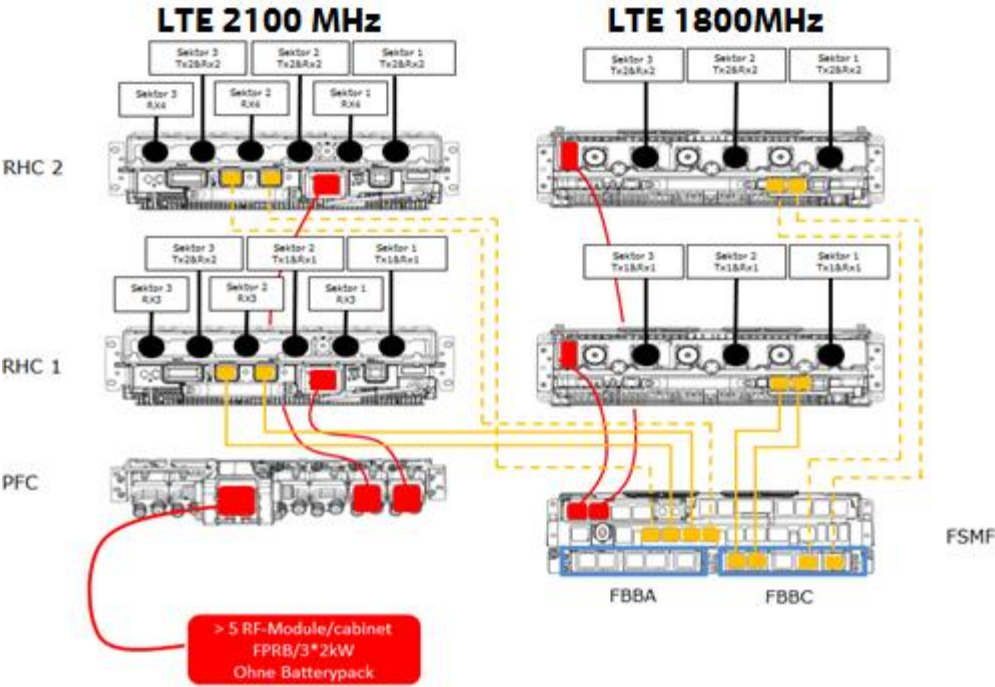 LTE 2100 MHz
LTE 1800MHz
Sektor 3
Tx2&Rx2
Sektor 2
Tx2&Rx2
Sektor 1
Tx2&Rx2
Sektor 3
RX4
Sektor 2
RX4
Sektor 1
RX4
Sektor 3
Tx2&Rx2
Sektor 2
Tx2&Rx2
Sektor 1
Tx2&Rx2
RHC 2
Sektor 3
Tx2&Rx2
Sektor 2
Tx1&Rx1
Sektor 1
Tx1&Rx1
Sektor 3
RX3
Sektor 2
RX3
Sektor 1
RX3
Sektor 3
Tx1&Rx1
Sektor 2
Tx1&Rx1
Sektor 1
Tx1&Rx1
RHC 1
PFC
FSMF
FBBA
FBBC
> 5 RF-Module/cabinet
FPRB/3*2kW
Ohne Batterypack